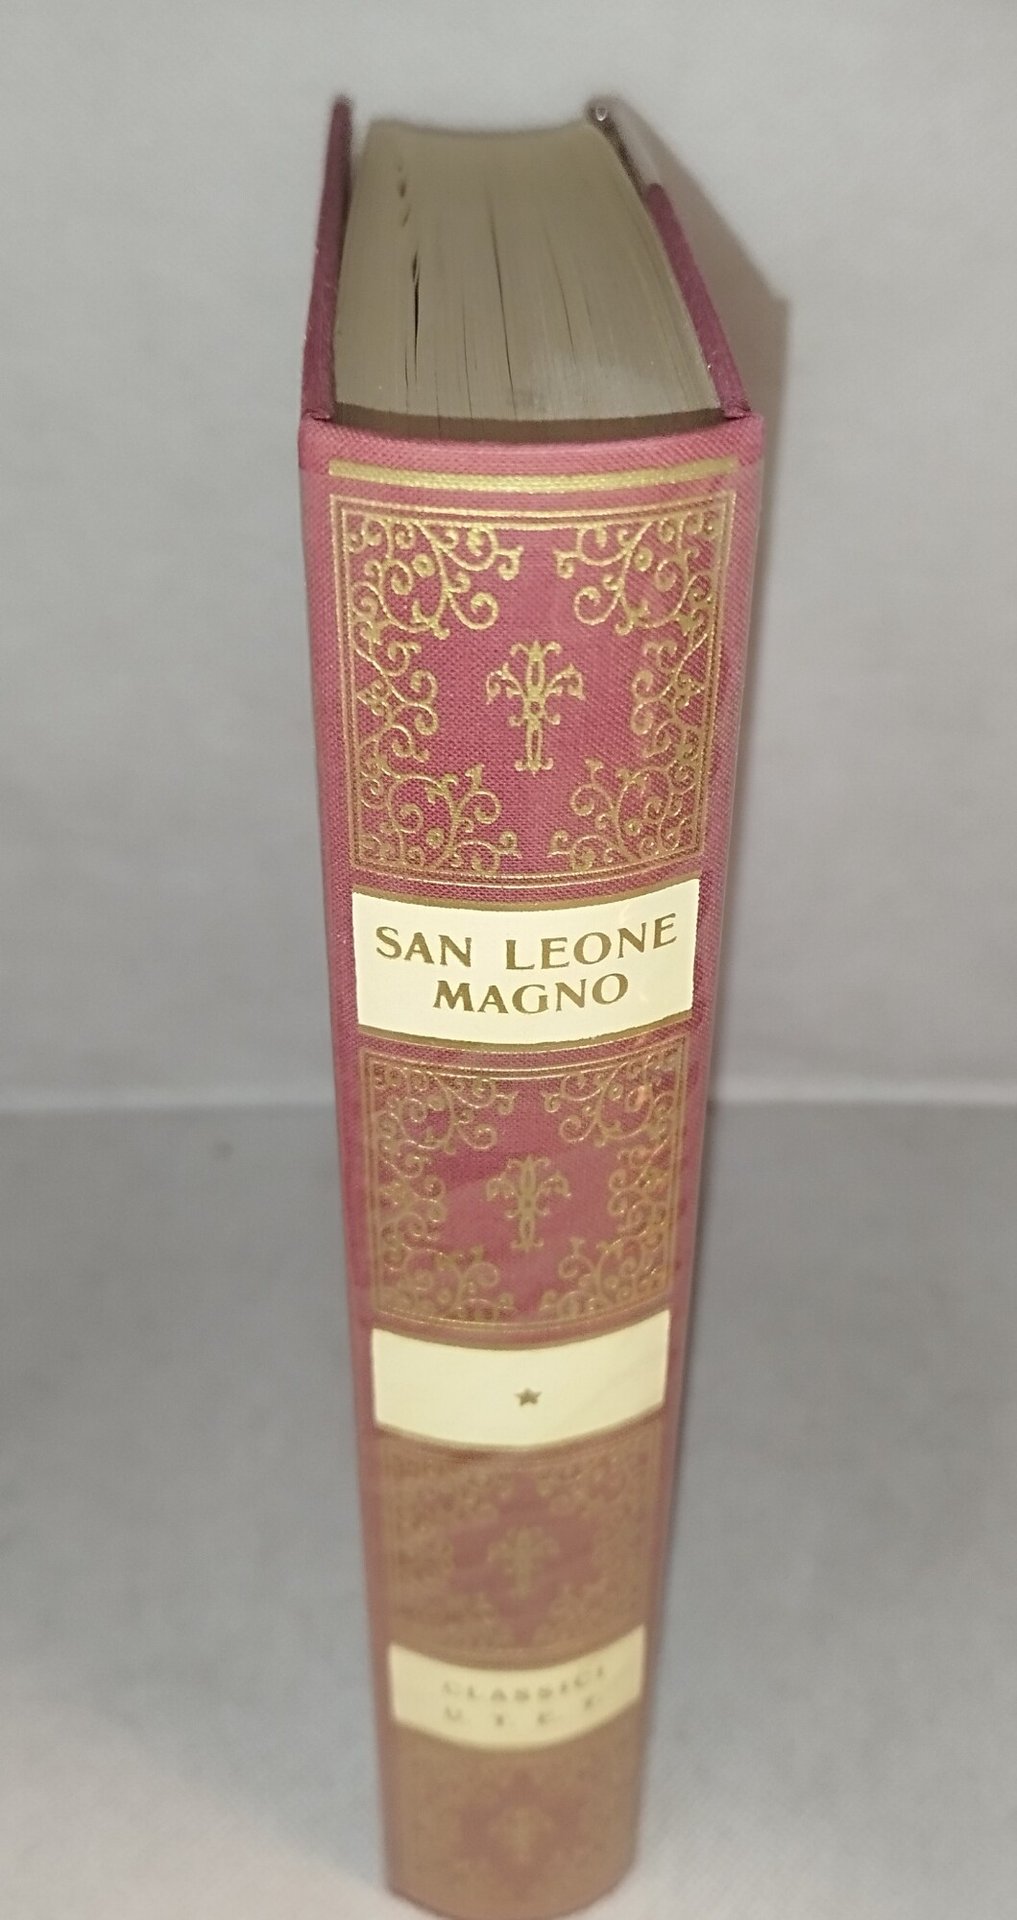 SAN LEONE
MAGNO
CLASSICI
U. T. E. T.